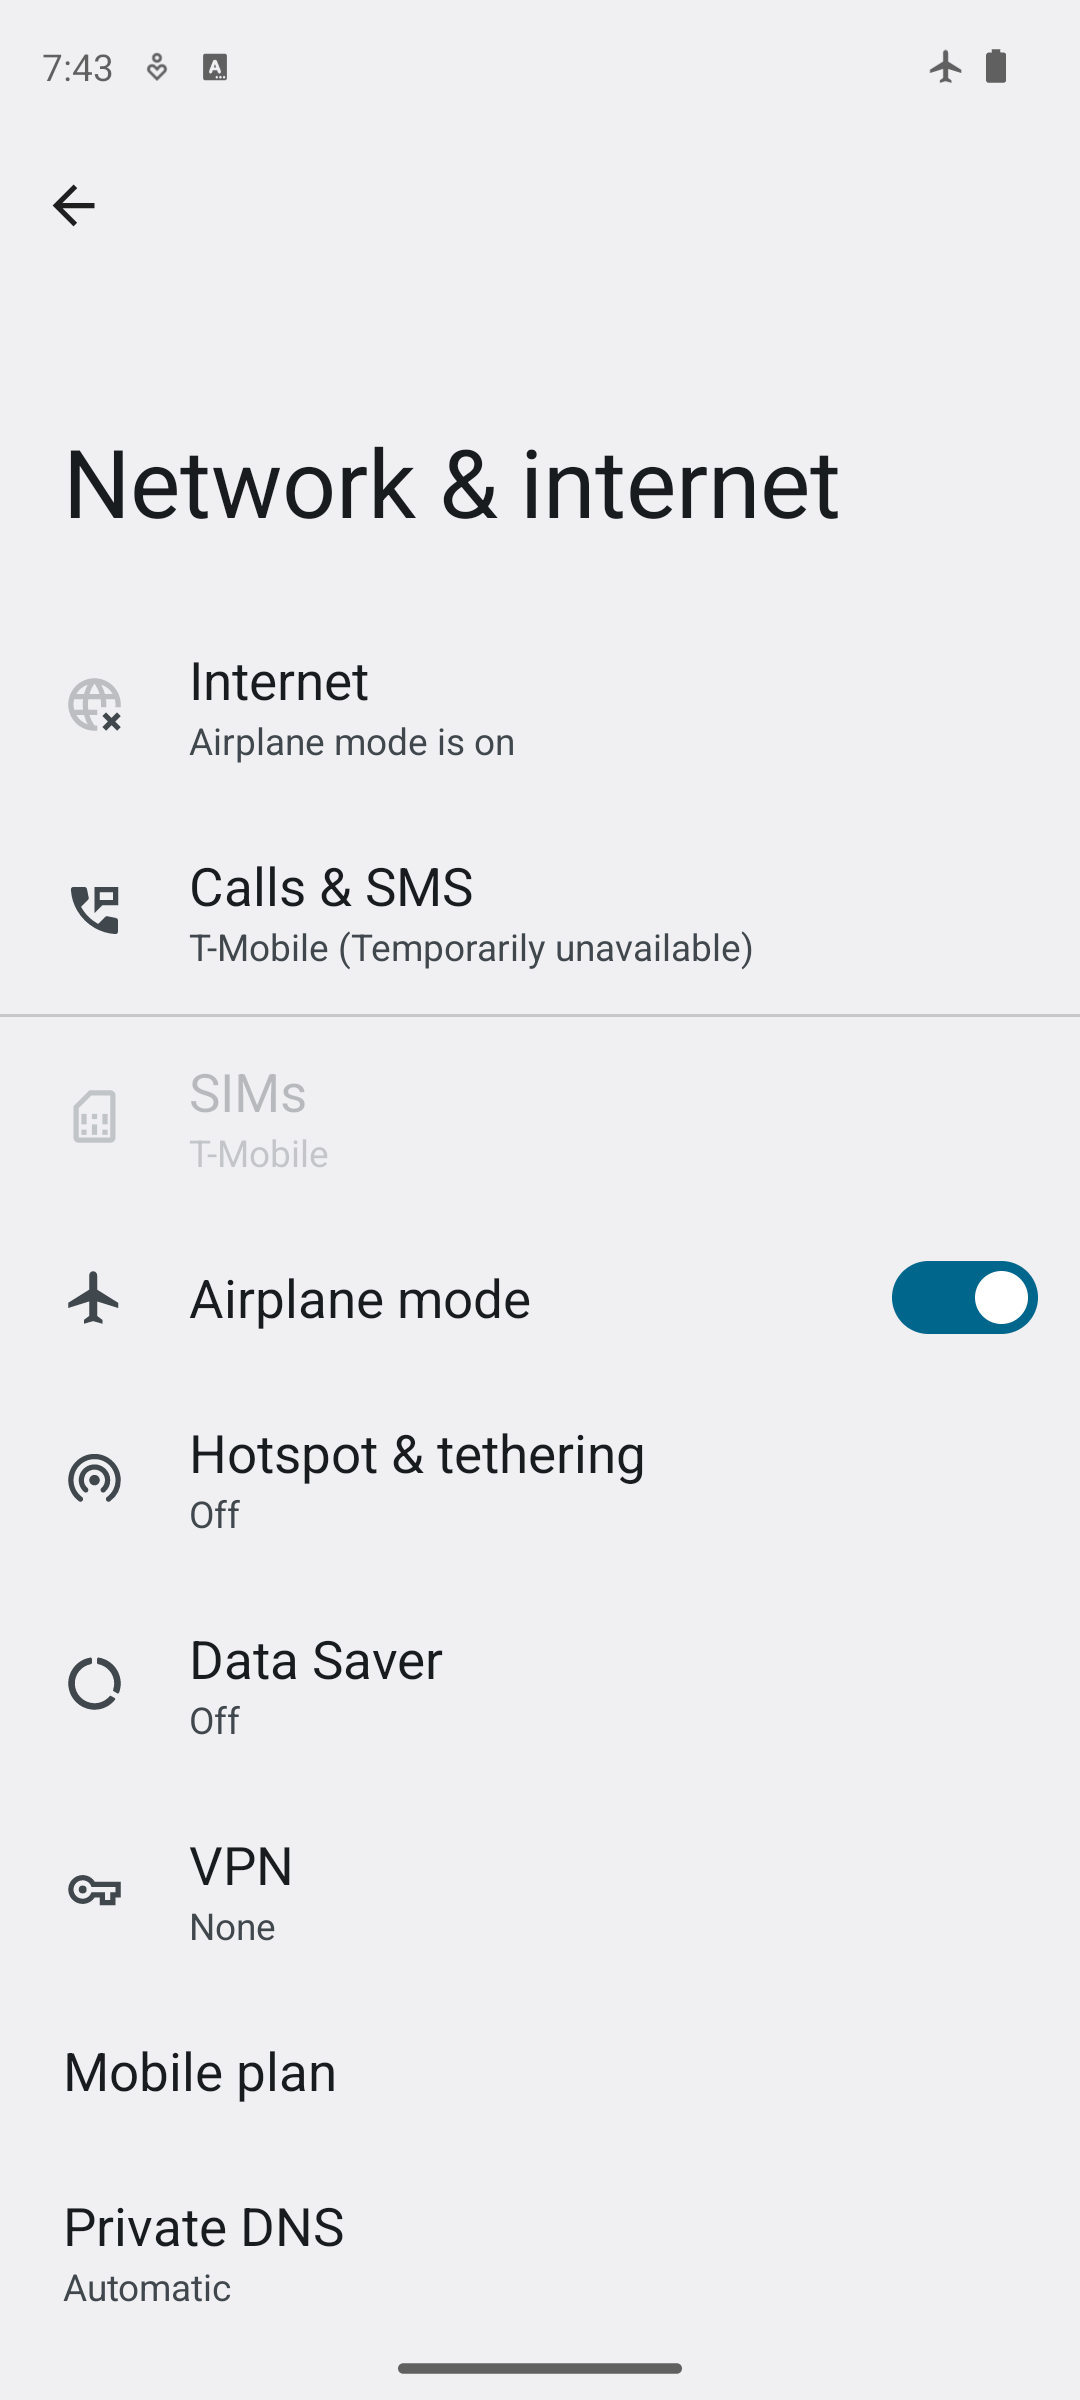 7:43
Network & internet
Internet
Airplane mode is on
Calls & SMS
T-Mobile (Temporarily unavailable)
SIMs
T-Mobile
Airplane mode
Hotspot & tethering
Off
Data Saver
Off
VPN
None
Mobile plan
Private DNS
Automatic